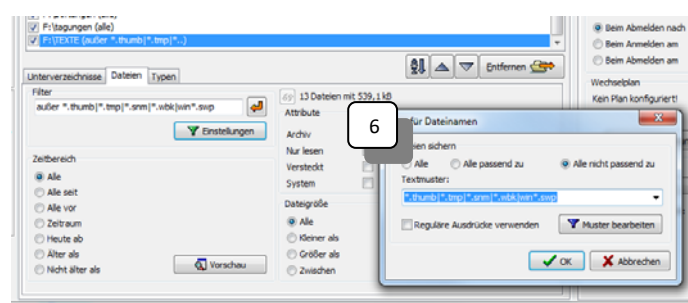 F:\tagungen (alle)
F:\TEXTE (außer *.thumb|*.tmp|*..)
Entfernen
Unterverzeichnisse Dateien Typen
Filter
außer *.thumb|*.tmp|*.snm|*.wbk|win*.swp
Einstellungen
Zeitbereich
Alle
Alle seit
Alle vor
Zeitraum
Heute ab
Älter als
Nicht älter als
Vorschau
13 Dateien mit 539,1 kB
Attribute
Archiv
Nur lesen
Versteckt
System
Dateigröße
Alle
Kleiner als
Größer als
Zwischen
6
für Dateinamen
sichern
Alle Alle passend zu Alle nicht passend zu
Textmuster:
*.thumb|*.tmp|*.snm|*.wbk|win*.swp
Reguläre Ausdrücke verwenden Muster bearbeiten
OK Abbrechen
Beim Abmelden nach
Beim Anmelden am
Beim Abmelden am
Wechselplan
Kein Plan konfiguriert!